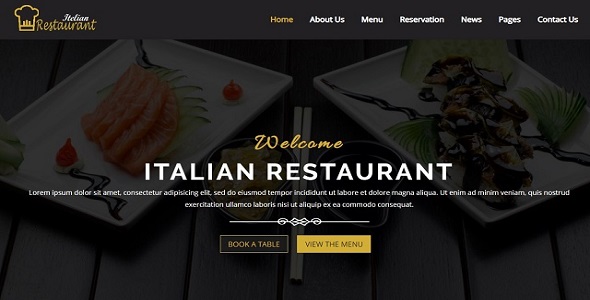 Italian
Restaurant
Home About Us Menu Reservation News Pages Contact Us
Welcome
ITALIAN RESTAURANT
Lorem ipsum dolor sit amet, consectetur adipisicing elit, sed do eiusmod tempor incididunt ut labore et dolore magna aliqua. Ut enim ad minim veniam, quis nostrud
exercitation ullamco laboris nisi ut aliquip ex ea commodo consequat.
BOOK A TABLE VIEW THE MENU